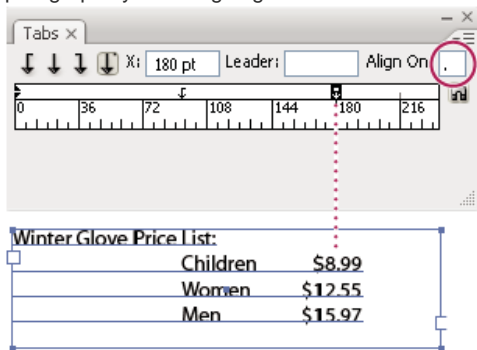 Tabs ×
X: 180 pt Leader: Align On: .
0 36 72 108 144 180 216
Winter Glove Price List:
Children $8.99
Women $12.55
Men $15.97